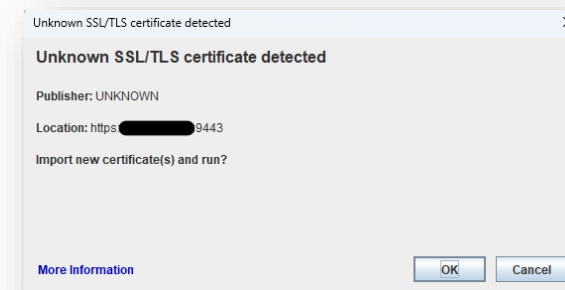 Unknown SSL/TLS certificate detected
Unknown SSL/TLS certificate detected
Publisher: UNKNOWN
Location: https: 9443
Import new certificate(s) and run?
More Information OK Cancel